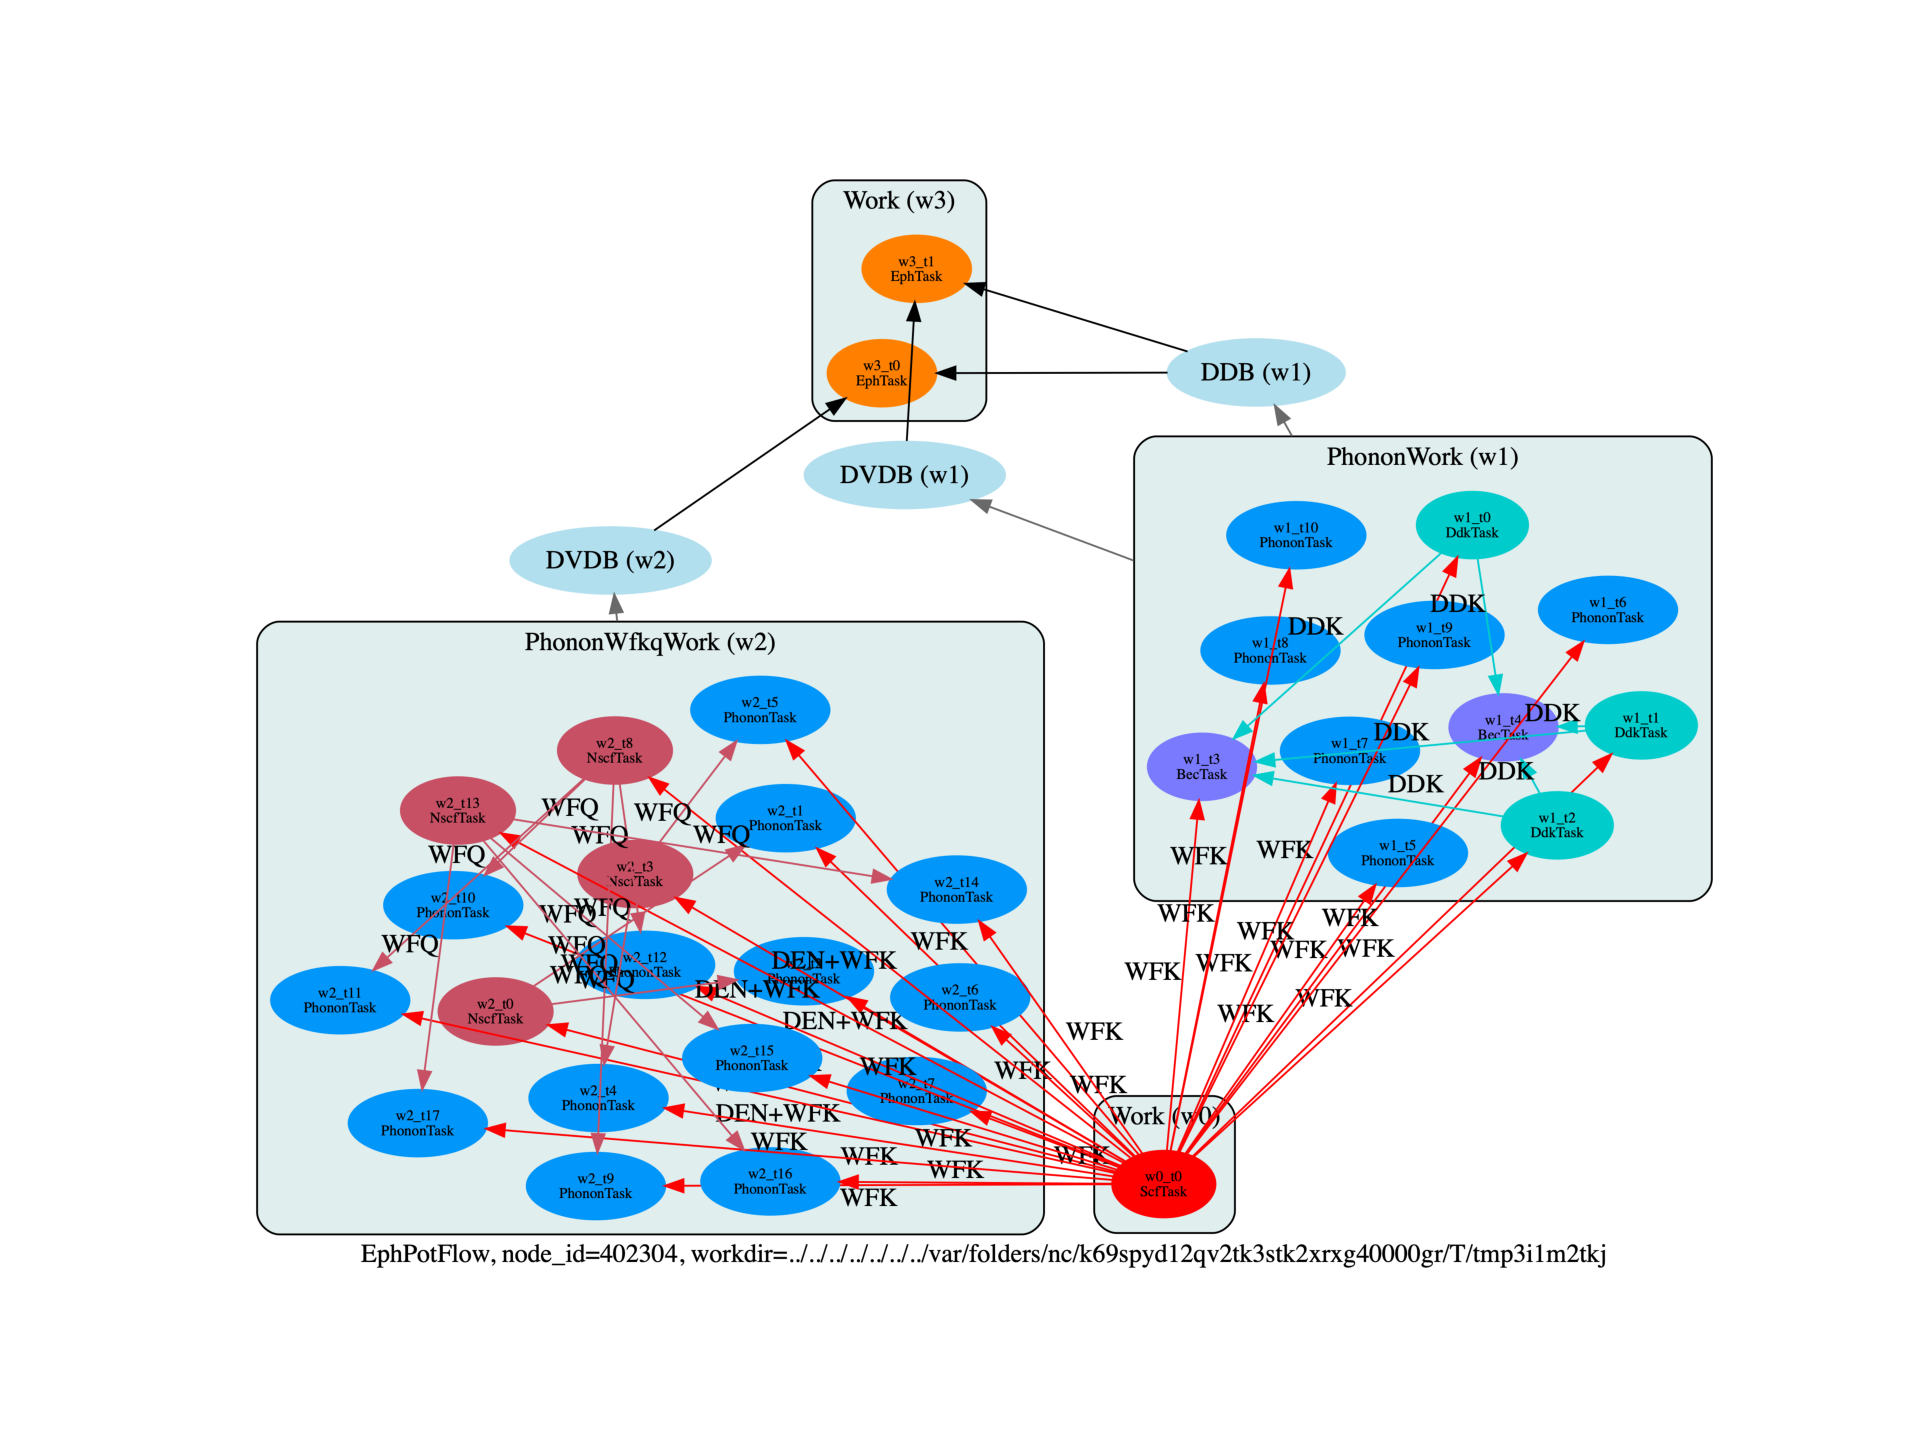 Work (w3)
w3_t1
EphTask
w3_t0
EphTask
DDB (w1)
DVDB (w1)
DVDB (w2)
PhononWork (w1)
w1_t10
PhononTask
w1_t0
DdkTask
w1_t6
PhononTask
w1_t8
PhononTask
w1_t9
PhononTask
DDK
DDK
w1_t4
BecTask
w1_t1
DdkTask
DDK
w1_t3
BecTask
w1_t7
PhononTask
DDK
DDK
DDK
w1_t2
DdkTask
w1_t5
PhononTask
WFK
WFK
WFK
WFK
WFK
WFK
WFK
WFK
WFK
WFK
WFK
PhononWfkqWork (w2)
w2_t5
PhononTask
w2_t8
NscfTask
w2_t13
NscfTask
w2_t1
PhononTask
WFQ
WFQ
WFQ
WFQ
WFQ
w2_t3
NscfTask
w2_t14
PhononTask
w2_t10
PhononTask
WFQ
WFQ
WFQ
WFQ
WFQ
WFQ
WFQ
WFK
w2_t12
PhononTask
DEN+WFK
PhononTask
w2_t11
PhononTask
w2_t0
NscfTask
DEN+WFK
w2_t6
PhononTask
DEN+WFK
WFK
w2_t15
PhononTask
WFK
WFK
WFK
w2_t7
PhononTask
w2_t4
PhononTask
DEN+WFK
w2_t17
PhononTask
WFK
WFK
WFK
WFK
WFK
w2_t9
PhononTask
w2_t16
PhononTask
WFK
Work (w0)
w0_t0
ScfTask
EphPotFlow, node_id=402304, workdir=../../../../../../../var/folders/nc/k69spyd12qv2tk3stk2xrxg40000gr/T/tmp3i1m2tkj